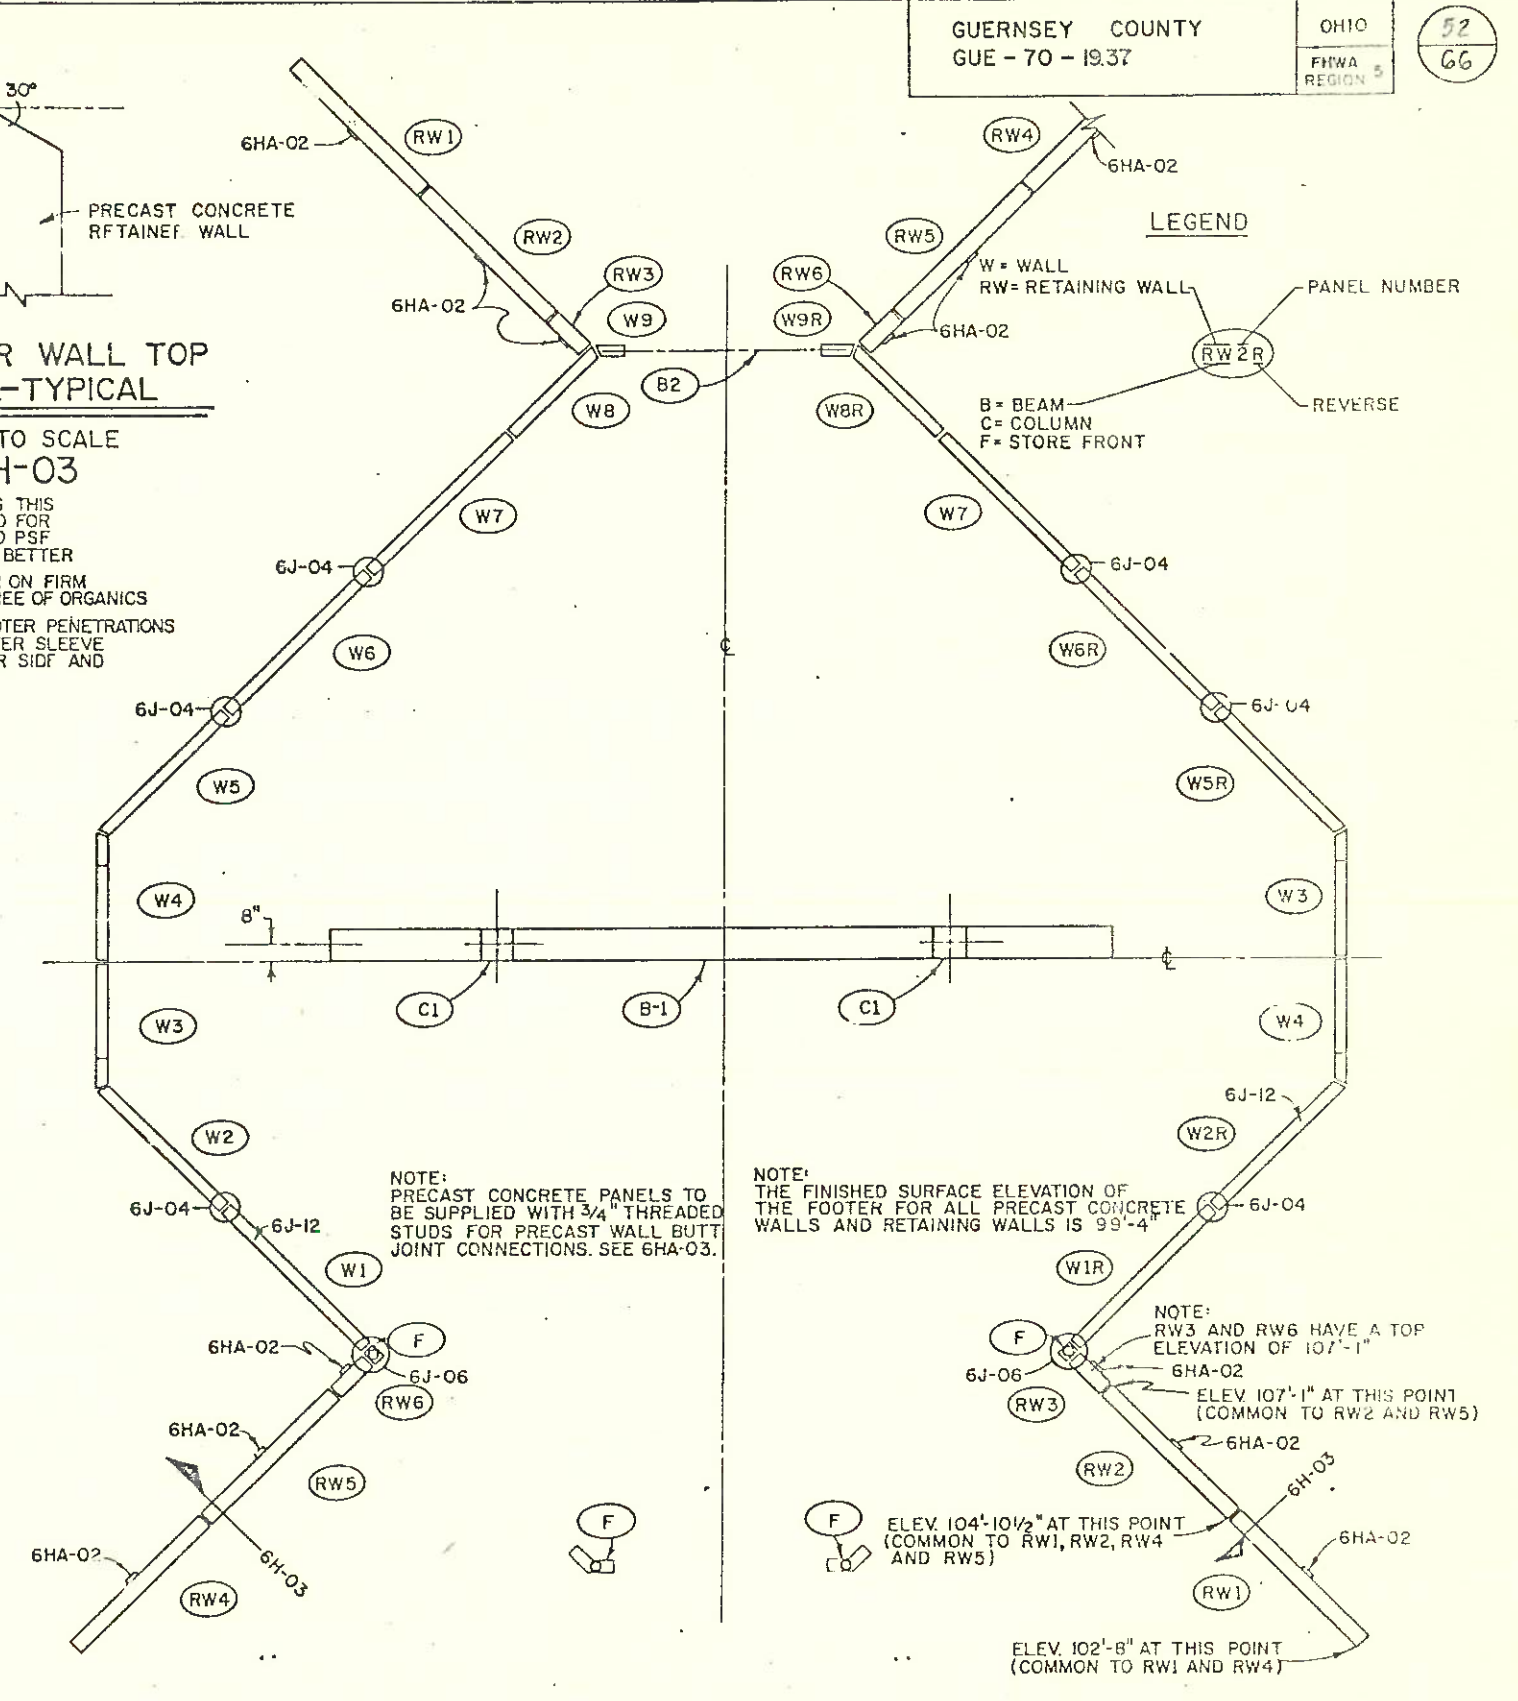 GUERNSEY COUNTY
GUE - 70 - 19.37
OHIO
FHWA
REGION 5
52
66
30°
PRECAST CONCRETE
RETAINER WALL
R WALL TOP
-TYPICAL
TO SCALE
H-03
THIS
FOR
PSF
BETTER
ON FIRM
EE OF ORGANICS
TER PENETRATIONS
ER SLEEVE
R SIDE AND
6HA-02
RW1
RW2
RW3
6HA-02
W9
W8
B2
RW4
6HA-02
RW5
RW6
W9R
6HA-02
W8R
LEGEND
W = WALL
RW = RETAINING WALL
PANEL NUMBER
RW2R
B = BEAM
C = COLUMN
F = STORE FRONT
REVERSE
W7
W7
6J-04
6J-04
W6
℄
W6R
6J-04
6J-04
W5
W5R
W4
8"
W3
℄
C1
B-1
C1
W3
W4
6J-12
W2
W2R
NOTE:
PRECAST CONCRETE PANELS TO
BE SUPPLIED WITH 3/4" THREADED
STUDS FOR PRECAST WALL BUTT
JOINT CONNECTIONS. SEE 6HA-03.
NOTE:
THE FINISHED SURFACE ELEVATION OF
THE FOOTER FOR ALL PRECAST CONCRETE
WALLS AND RETAINING WALLS IS 99'-4"
6J-04
6J-12
6J-04
W1
W1R
NOTE:
RW3 AND RW6 HAVE A TOP
ELEVATION OF 107'-1"
6HA-02
F
6J-06
RW6
F
6J-06
6HA-02
RW3
ELEV. 107'-1" AT THIS POINT
(COMMON TO RW2 AND RW5)
6HA-02
RW5
6HA-02
RW2
6H-03
F
F
ELEV. 104'-10 1/2" AT THIS POINT
(COMMON TO RW1, RW2, RW4
AND RW5)
6HA-02
6H-03
6HA-02
RW4
RW1
ELEV. 102'-8" AT THIS POINT
(COMMON TO RW1 AND RW4)